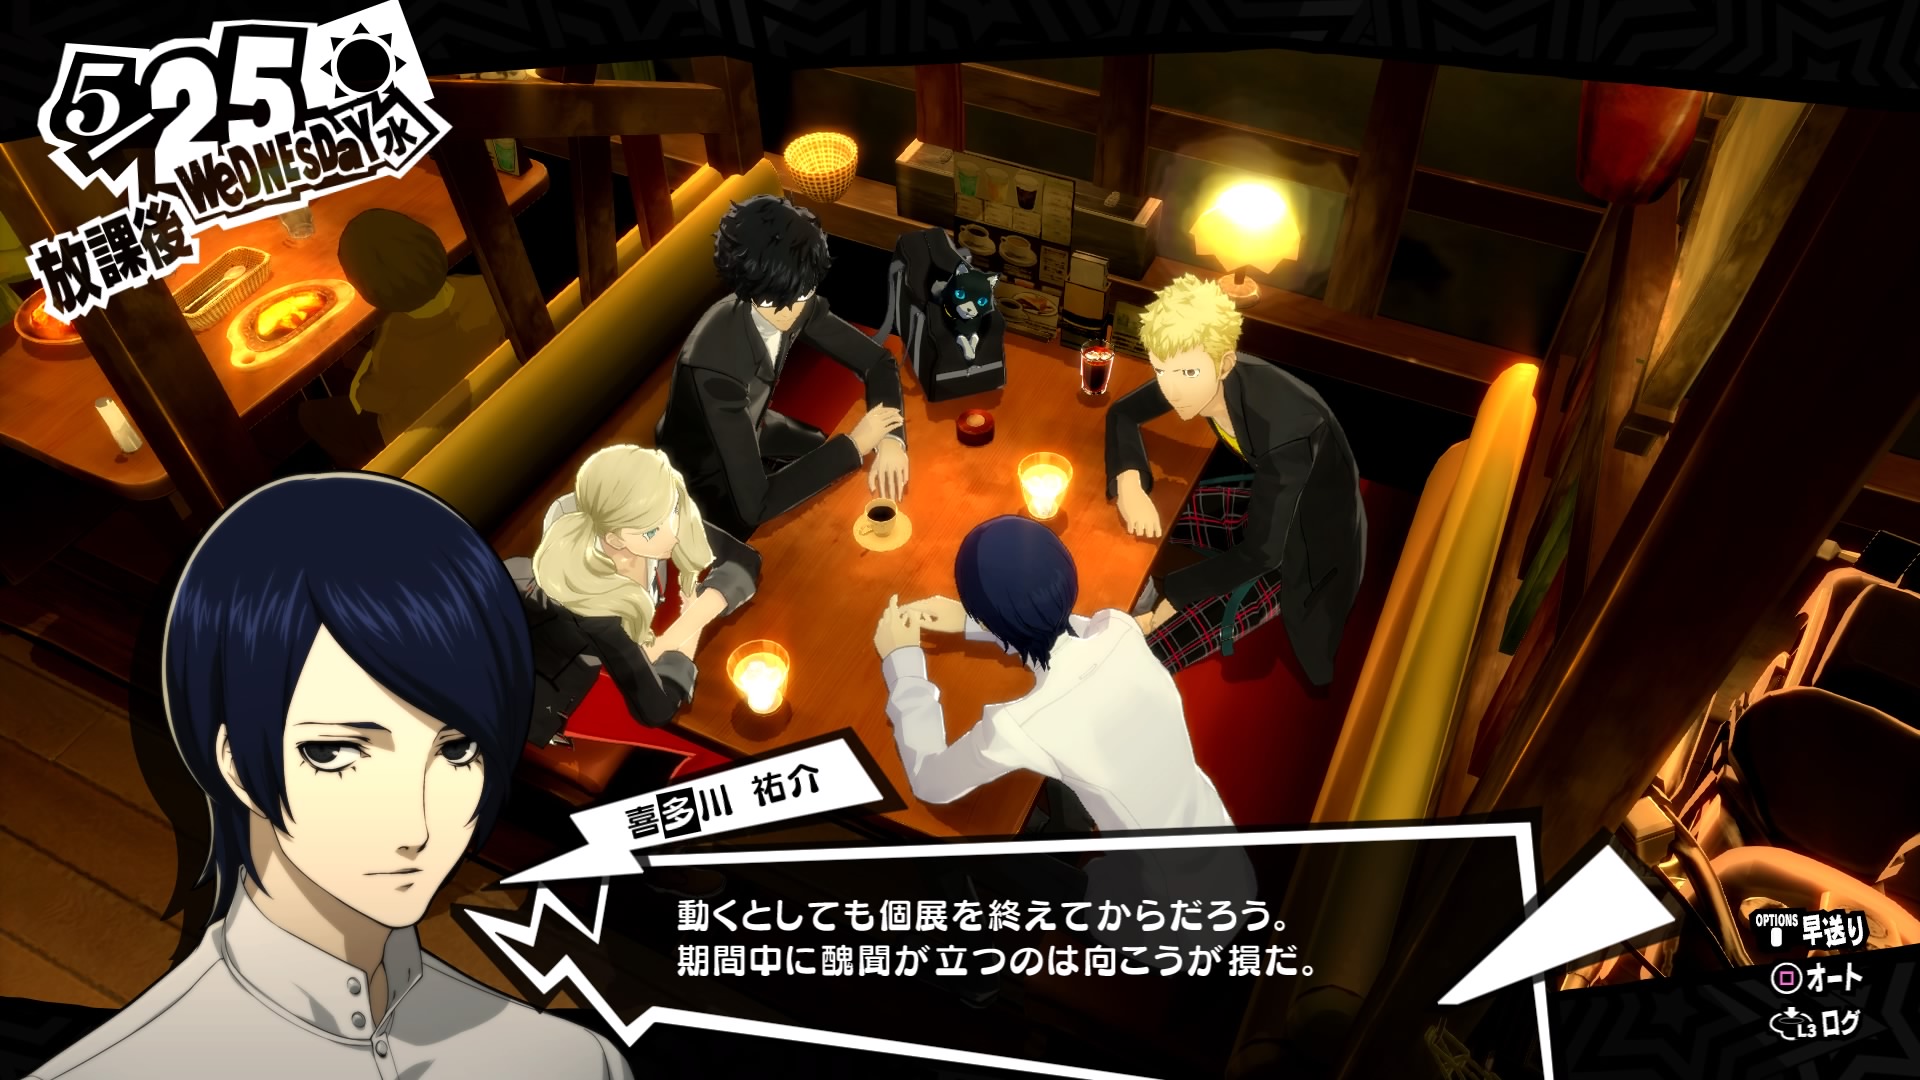 5/25
WeDNESDaY 水
放課後
喜多川 祐介
動くとしても個展を終えてからだろう。
期間中に醜聞が立つのは向こうが損だ。
OPTIONS 早送り
オート
L3 ログ